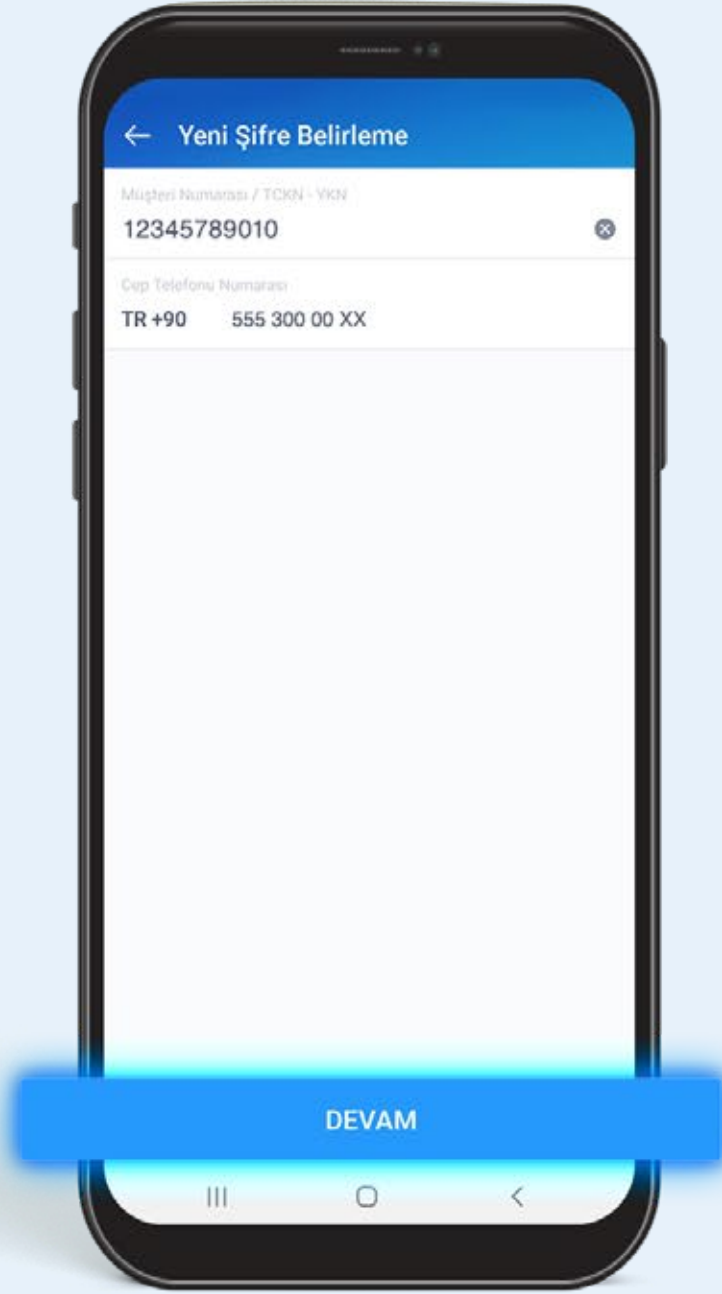 Yeni Şifre Belirleme
Müşteri Numarası / TCKN - YKN
12345789010
Cep Telefonu Numarası
TR +90 555 300 00 XX
DEVAM